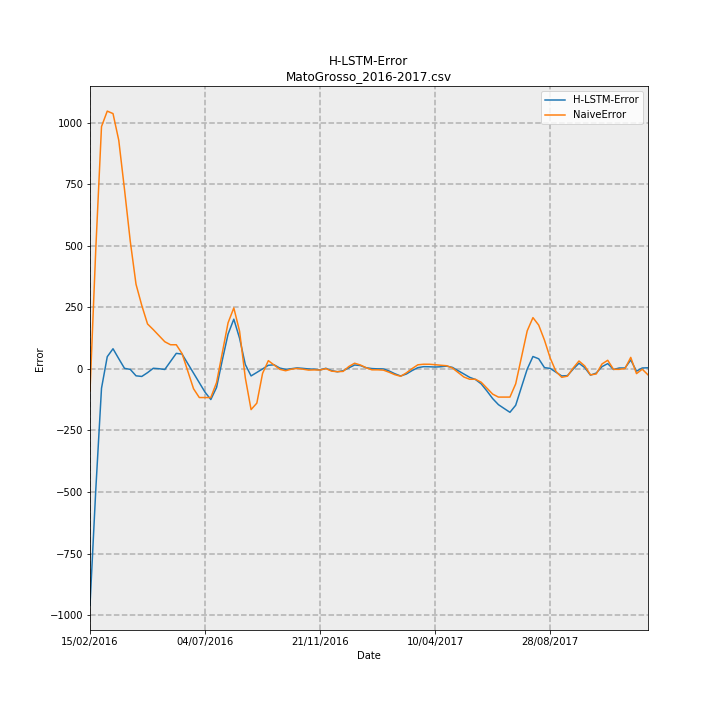 H-LSTM-Error
MatoGrosso_2016-2017.csv
H-LSTM-Error
NaiveError
1000
750
500
250
0
−250
−500
−750
−1000
Error
15/02/2016 04/07/2016 21/11/2016 10/04/2017 28/08/2017
Date